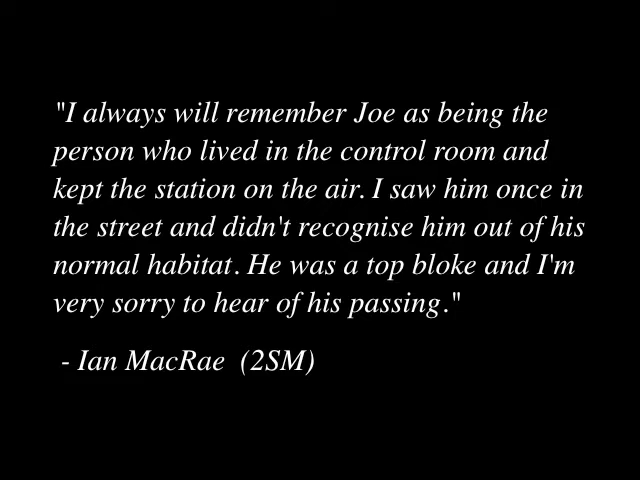 "I always will remember Joe as being the
person who lived in the control room and
kept the station on the air. I saw him once in
the street and didn't recognise him out of his
normal habitat. He was a top bloke and I'm
very sorry to hear of his passing."
- Ian MacRae (2SM)